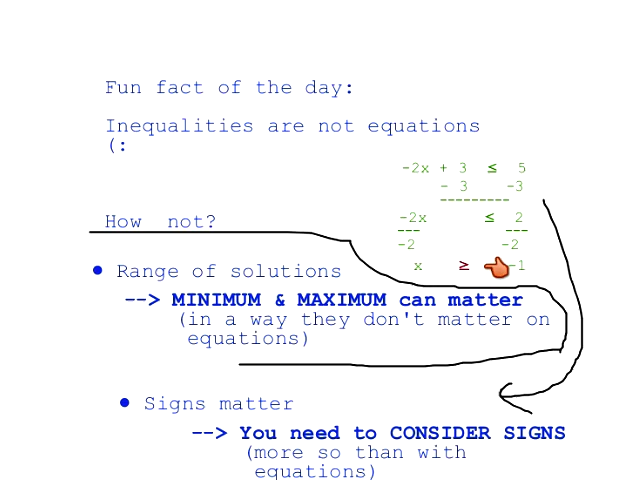 Fun fact of the day:
Inequalities are not equations
(:
-2x + 3 ≤ 5
- 3 -3
---------
How not?
-2x ≤ 2
--- ---
-2 -2
x ≥ -1
• Range of solutions
--> MINIMUM & MAXIMUM can matter
(in a way they don't matter on
equations)
• Signs matter
--> You need to CONSIDER SIGNS
(more so than with
equations)